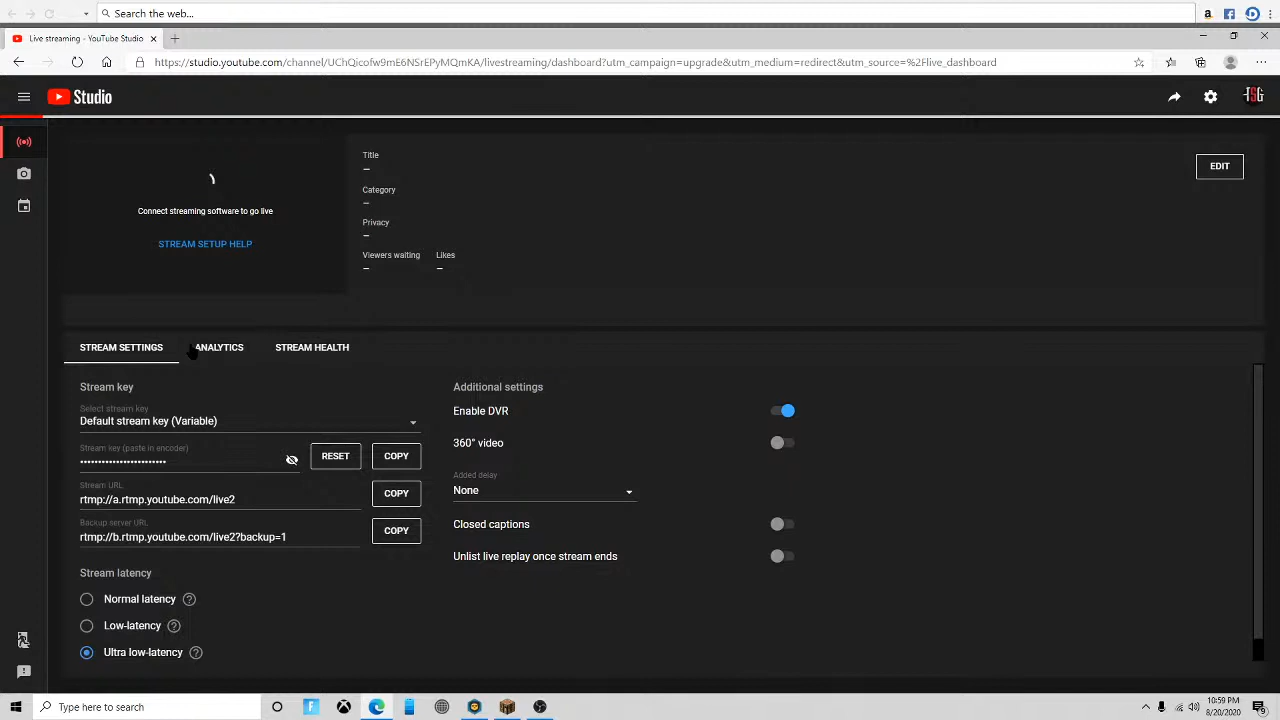 Search the web...
Live streaming - YouTube Studio
https://studio.youtube.com/channel/UChQicofw9mE6NSrEPyMQmKA/livestreaming/dashboard?utm_campaign=upgrade&utm_medium=redirect&utm_source=%2Flive_dashboard
Studio
TSG
Connect streaming software to go live
STREAM SETUP HELP
Title
–
Category
–
Privacy
–
Viewers waiting Likes
– –
EDIT
STREAM SETTINGS ANALYTICS STREAM HEALTH
Stream key
Select stream key
Default stream key (Variable)
Stream key (paste in encoder)
••••••••••••••••••••••••
RESET COPY
Stream URL
rtmp://a.rtmp.youtube.com/live2
COPY
Backup server URL
rtmp://b.rtmp.youtube.com/live2?backup=1
COPY
Stream latency
Normal latency
Low-latency
Ultra low-latency
Additional settings
Enable DVR
360° video
Added delay
None
Closed captions
Unlist live replay once stream ends
Type here to search
10:59 PM
8/20/2020